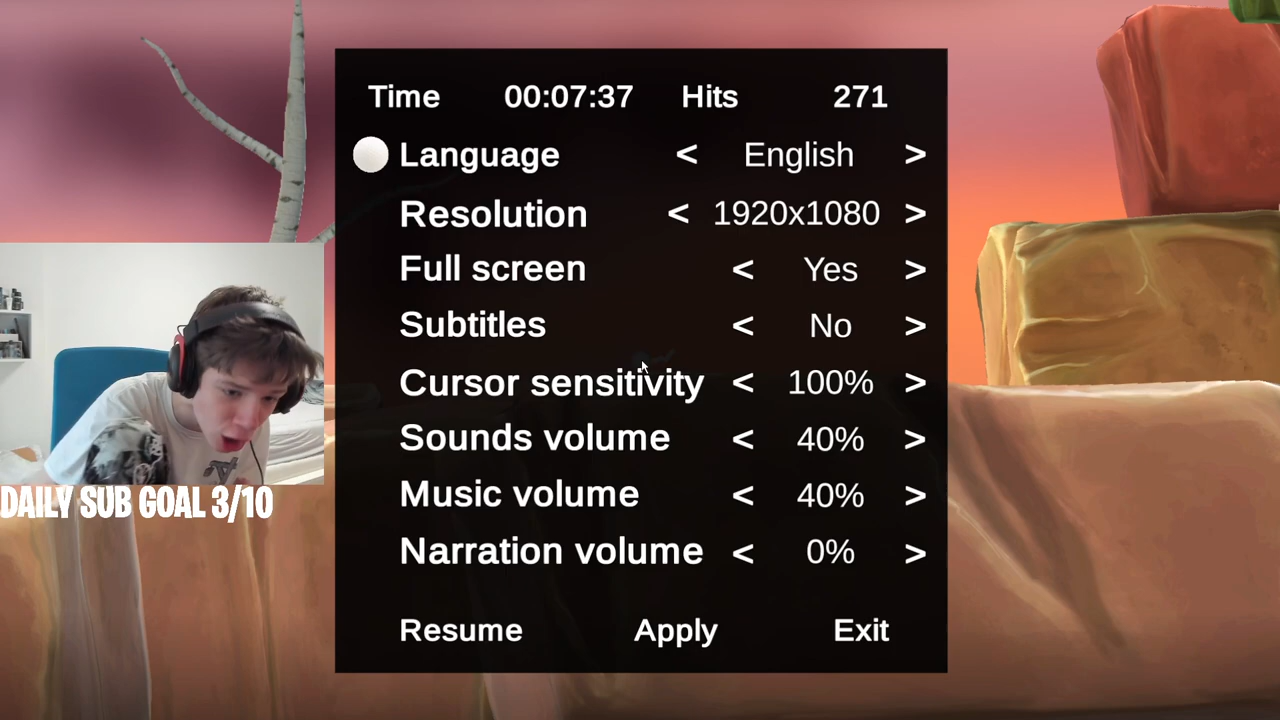 Time 00:07:37 Hits 271
Language < English >
Resolution < 1920x1080 >
Full screen < Yes >
Subtitles < No >
Cursor sensitivity < 100% >
Sounds volume < 40% >
Music volume < 40% >
Narration volume < 0% >
Resume Apply Exit
DAILY SUB GOAL 3/10